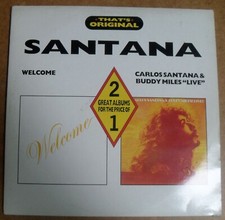 THAT'S
ORIGINAL
SANTANA
WELCOME
CARLOS SANTANA &
BUDDY MILES "LIVE"
2
GREAT ALBUMS
FOR THE PRICE OF
1
Welcome